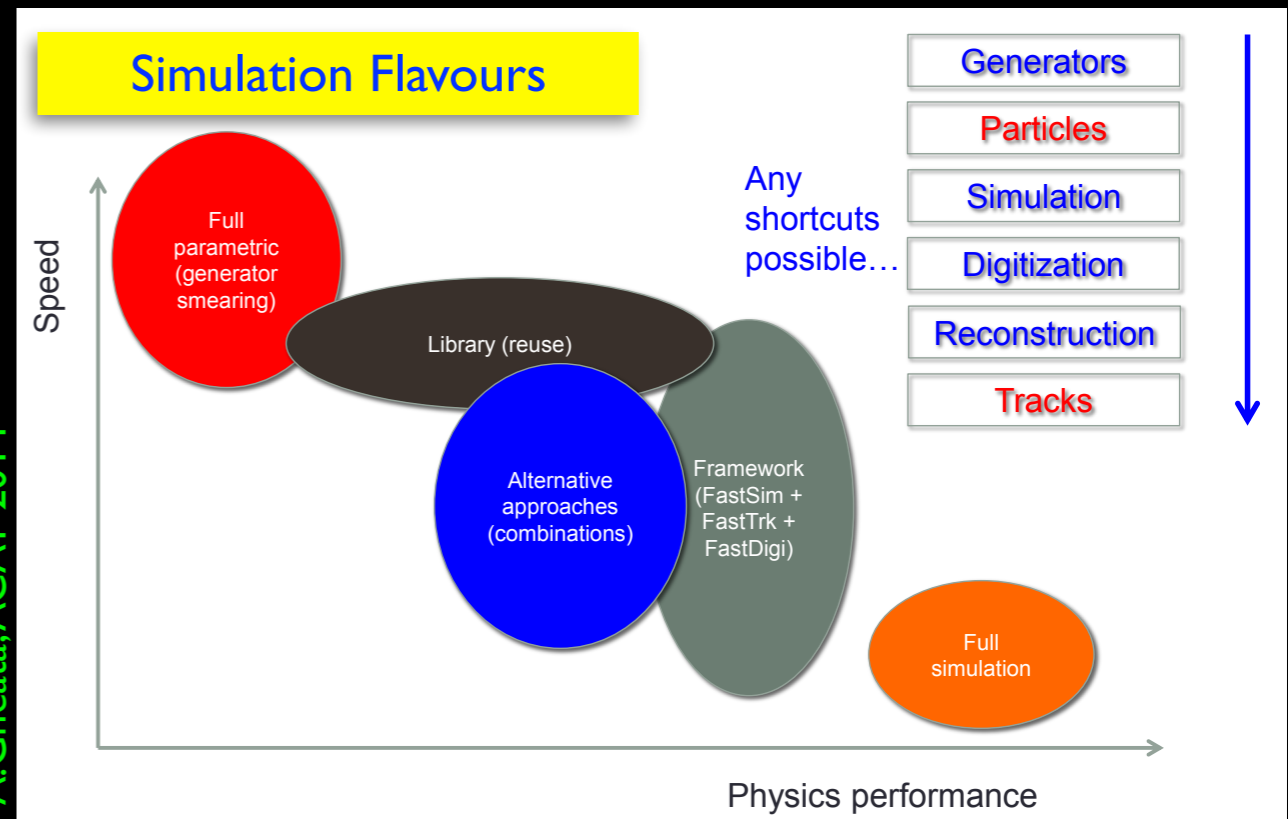 Simulation Flavours
Generators
Particles
Simulation
Digitization
Reconstruction
Tracks
Any
shortcuts
possible…
Speed
Full
parametric
(generator
smearing)
Library (reuse)
Alternative
approaches
(combinations)
Framework
(FastSim +
FastTrk +
FastDigi)
Full
simulation
Physics performance